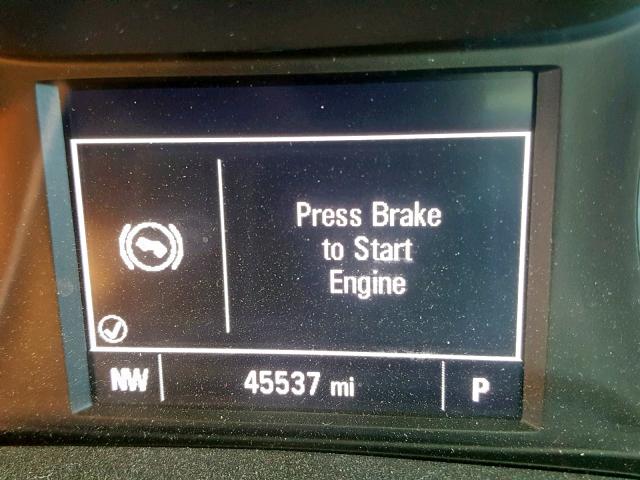 Press Brake
to Start
Engine
NW 45537 mi P